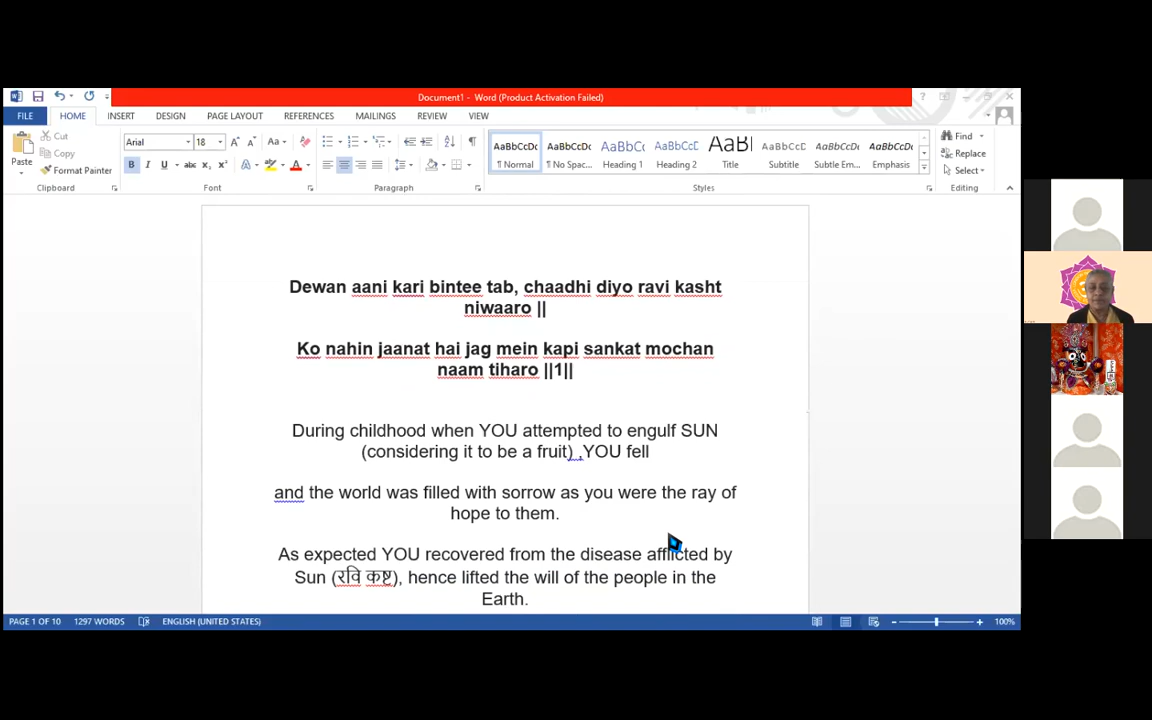 Document1 - Word (Product Activation Failed)
FILE HOME INSERT DESIGN PAGE LAYOUT REFERENCES MAILINGS REVIEW VIEW
Paste
Cut
Copy
Format Painter
Clipboard
Arial 18
Font
Paragraph
AaBbCcDc AaBbCcDc AaBbCc AaBbCcD AaBl AaBbCcD AaBbCcDc AaBbCcDc
¶ Normal ¶ No Spac... Heading 1 Heading 2 Title Subtitle Subtle Em... Emphasis
Styles
Find
Replace
Select
Editing
Dewan aani kari bintee tab, chaadhi diyo ravi kasht
niwaaro ||
Ko nahin jaanat hai jag mein kapi sankat mochan
naam tiharo ||1||
During childhood when YOU attempted to engulf SUN
(considering it to be a fruit) ,YOU fell
and the world was filled with sorrow as you were the ray of
hope to them.
As expected YOU recovered from the disease afflicted by
Sun (रवि कष्ट), hence lifted the will of the people in the
Earth.
PAGE 1 OF 10 1297 WORDS ENGLISH (UNITED STATES) 100%